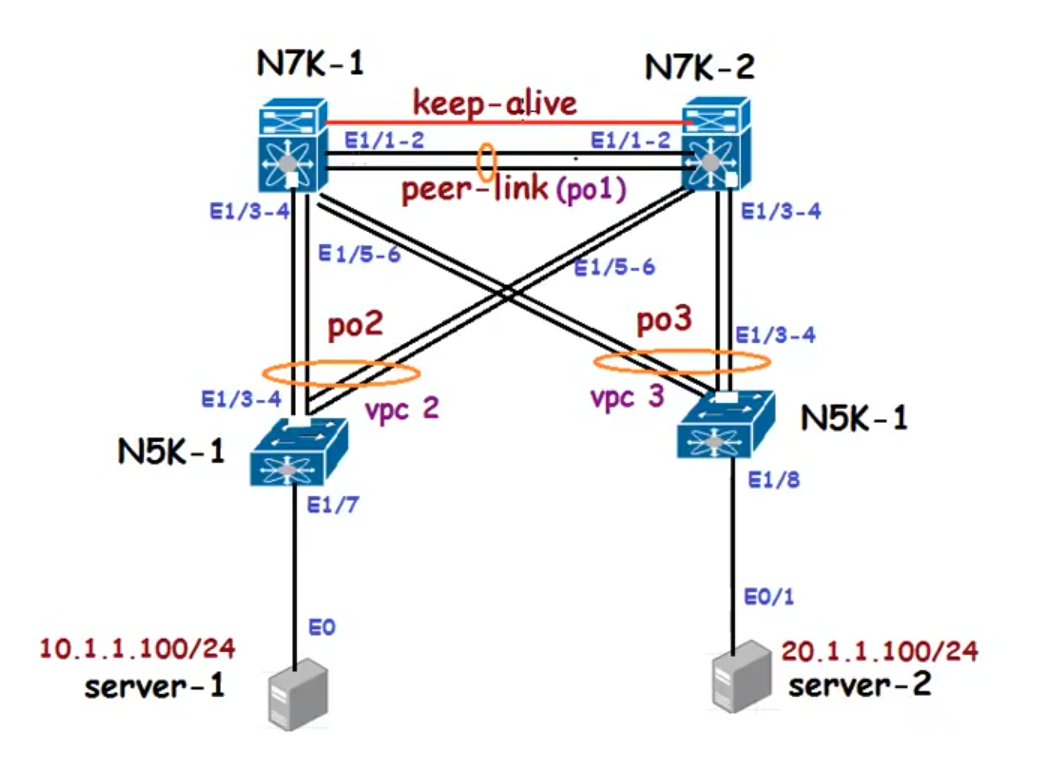 N7K-1
N7K-2
keep-alive
E1/1-2
E1/1-2
peer-link (po1)
E1/3-4
E1/3-4
E1/5-6
E1/5-6
po2
po3
E1/3-4
E1/3-4
vpc 2
vpc 3
N5K-1
N5K-1
E1/7
E1/8
E0/1
E0
10.1.1.100/24
20.1.1.100/24
server-1
server-2